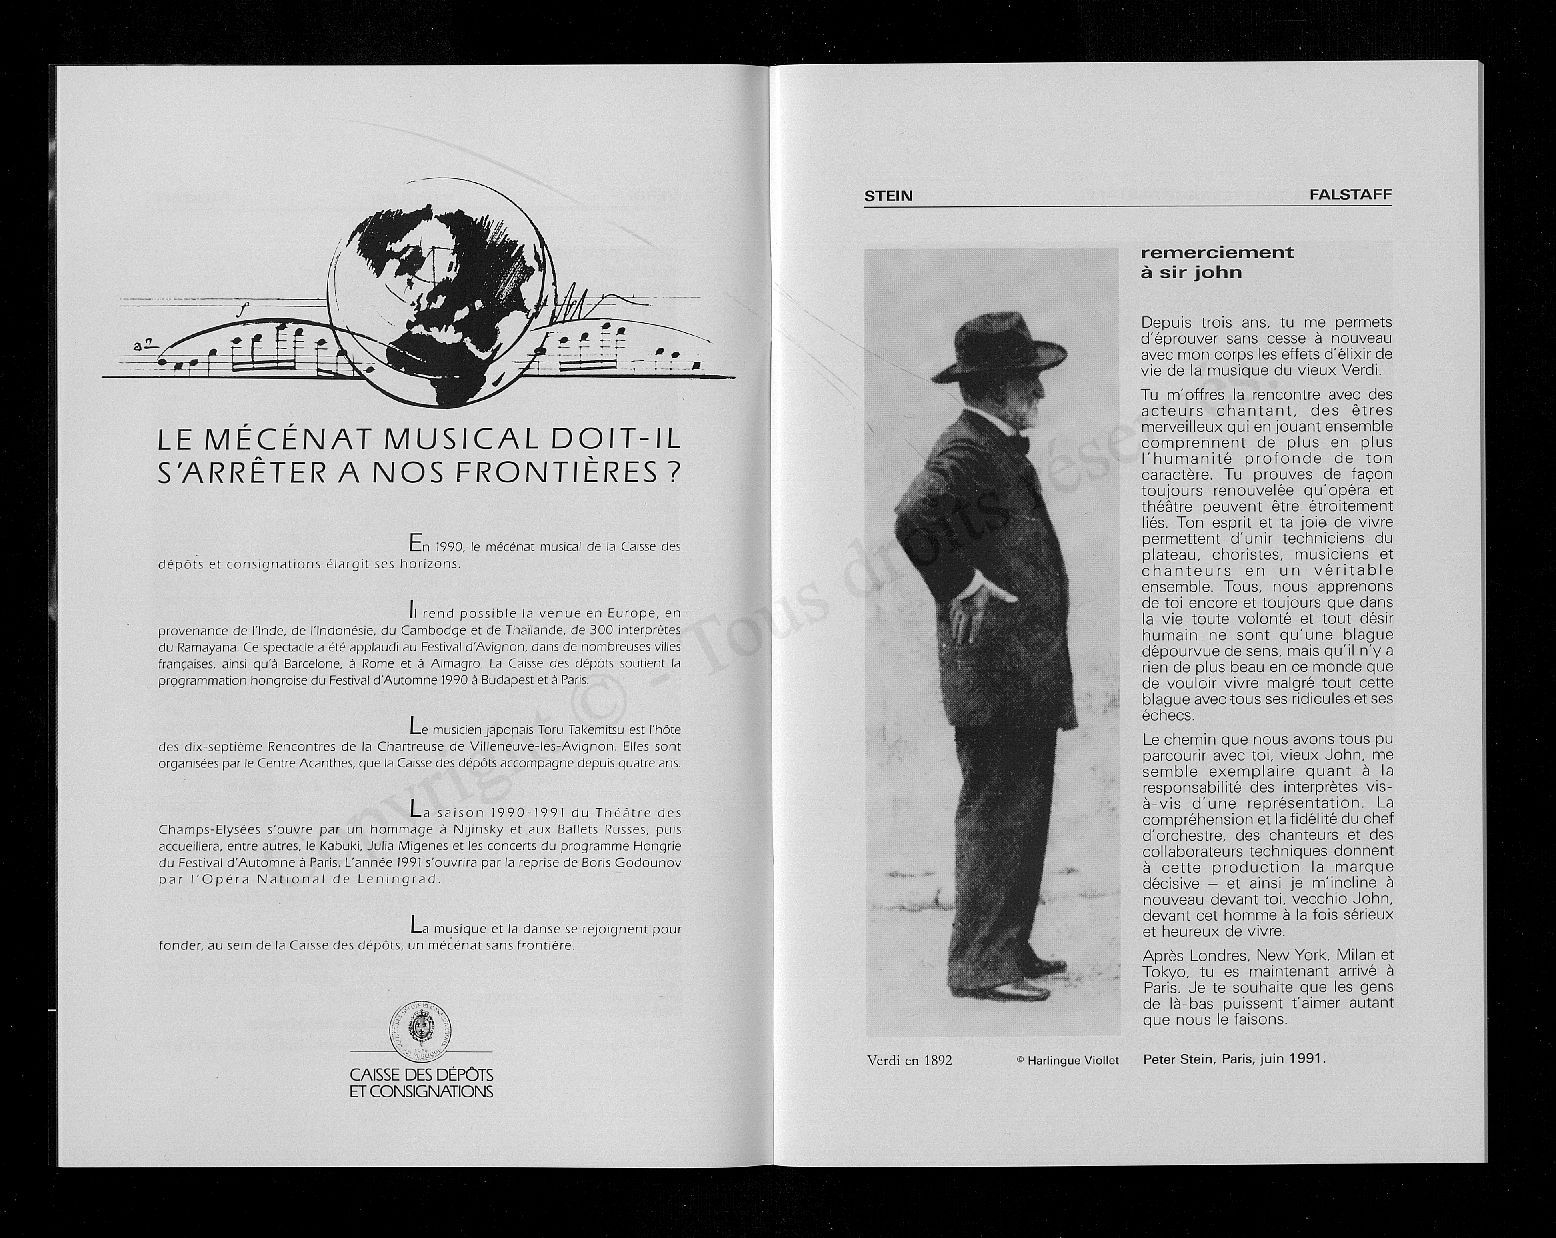 f
a2
LE MÉCÉNAT MUSICAL DOIT-IL
S'ARRÊTER A NOS FRONTIÈRES ?
En 1990, le mécénat musical de la Caisse des
dépôts et consignations élargit ses horizons.
Il rend possible la venue en Europe, en
provenance de l'Inde, de l'Indonésie, du Cambodge et de Thaïlande, de 300 interprètes
du Ramayana. Ce spectacle a été applaudi au Festival d'Avignon, dans de nombreuses villes
françaises, ainsi qu'à Barcelone, à Rome et à Almagro. La Caisse des dépôts soutient la
programmation hongroise du Festival d'Automne 1990 à Budapest et à Paris.
Le musicien japonais Toru Takemitsu est l'hôte
des dix-septième Rencontres de la Chartreuse de Villeneuve-les-Avignon. Elles sont
organisées par le Centre Acanthes, que la Caisse des dépôts accompagne depuis quatre ans.
La saison 1990-1991 du Théâtre des
Champs-Elysées s'ouvre par un hommage à Nijinsky et aux Ballets Russes, puis
accueillera, entre autres, le Kabuki, Julia Migenes et les concerts du programme Hongrie
du Festival d'Automne à Paris. L'année 1991 s'ouvrira par la reprise de Boris Godounov
par l'Opéra National de Leningrad.
La musique et la danse se rejoignent pour
fonder, au sein de la Caisse des dépôts, un mécénat sans frontière.
CAISSE DES DÉPÔTS
ET CONSIGNATIONS
STEIN FALSTAFF
remerciement
à sir john
Depuis trois ans, tu me permets
d'éprouver sans cesse à nouveau
avec mon corps les effets d'élixir de
vie de la musique du vieux Verdi.
Tu m'offres la rencontre avec des
acteurs chantant, des êtres
merveilleux qui en jouant ensemble
comprennent de plus en plus
l'humanité profonde de ton
caractère. Tu prouves de façon
toujours renouvelée qu'opéra et
théâtre peuvent être étroitement
liés. Ton esprit et ta joie de vivre
permettent d'unir techniciens du
plateau, choristes, musiciens et
chanteurs en un véritable
ensemble. Tous, nous apprenons
de toi encore et toujours que dans
la vie toute volonté et tout désir
humain ne sont qu'une blague
dépourvue de sens, mais qu'il n'y a
rien de plus beau en ce monde que
de vouloir vivre malgré tout cette
blague avec tous ses ridicules et ses
échecs.
Le chemin que nous avons tous pu
parcourir avec toi, vieux John, me
semble exemplaire quant à la
responsabilité des interprètes vis-
à-vis d'une représentation. La
compréhension et la fidélité du chef
d'orchestre, des chanteurs et des
collaborateurs techniques donnent
à cette production la marque
décisive – et ainsi je m'incline à
nouveau devant toi, vecchio John,
devant cet homme à la fois sérieux
et heureux de vivre.
Après Londres, New York, Milan et
Tokyo, tu es maintenant arrivé à
Paris. Je te souhaite que les gens
de là-bas puissent t'aimer autant
que nous le faisons.
Verdi en 1892 © Harlingue Viollet Peter Stein, Paris, juin 1991.
© - Tous droits réservés.